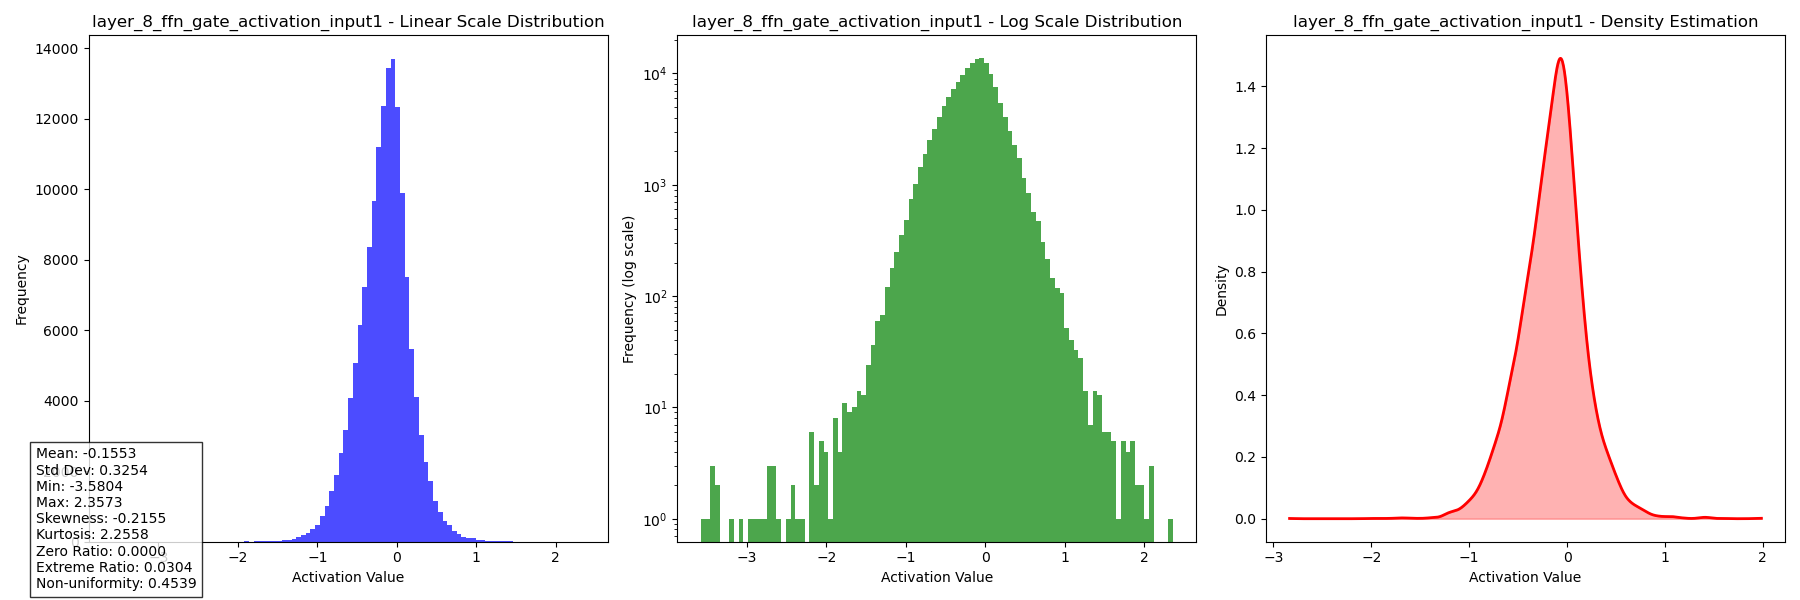 layer_8_ffn_gate_activation_input1 - Linear Scale Distribution
14000
12000
10000
8000
6000
4000
Frequency
Mean: -0.1553
Std Dev: 0.3254
Min: -3.5804
Max: 2.3573
Skewness: -0.2155
Kurtosis: 2.2558
Zero Ratio: 0.0000
Extreme Ratio: 0.0304
Non-uniformity: 0.4539
−2 −1 0 1 2
Activation Value
layer_8_ffn_gate_activation_input1 - Log Scale Distribution
10⁴
10³
10²
10¹
10⁰
Frequency (log scale)
−3 −2 −1 0 1 2
Activation Value
layer_8_ffn_gate_activation_input1 - Density Estimation
1.4
1.2
1.0
0.8
0.6
0.4
0.2
0.0
Density
−3 −2 −1 0 1 2
Activation Value